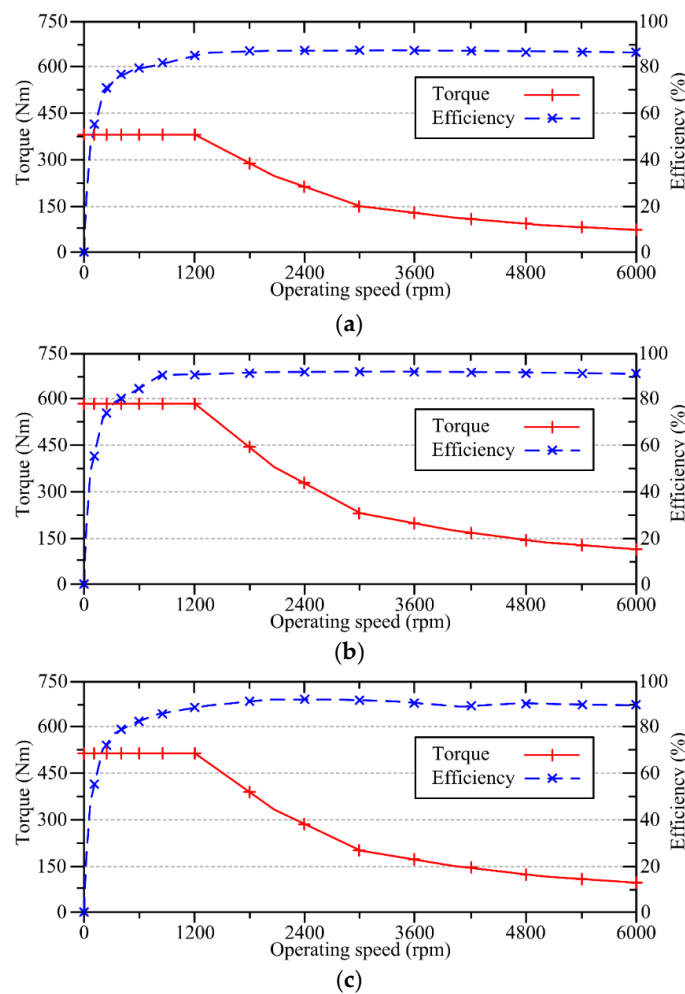 750
600
450
300
150
0
Torque (Nm)
100
80
60
40
20
0
Efficiency (%)
Torque
Efficiency
0 1200 2400 3600 4800 6000
Operating speed (rpm)
(a)
750
600
450
300
150
0
Torque (Nm)
100
80
60
40
20
0
Efficiency (%)
Torque
Efficiency
0 1200 2400 3600 4800 6000
Operating speed (rpm)
(b)
750
600
450
300
150
0
Torque (Nm)
100
80
60
40
20
0
Efficiency (%)
Torque
Efficiency
0 1200 2400 3600 4800 6000
Operating speed (rpm)
(c)